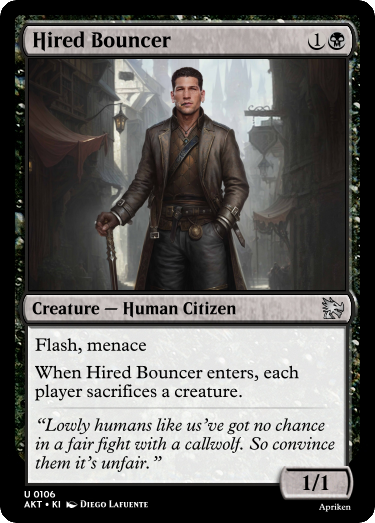 Hired Bouncer 1
Creature — Human Citizen
Flash, menace
When Hired Bouncer enters, each
player sacrifices a creature.
“Lowly humans like us’ve got no chance
in a fair fight with a callwolf. So convince
them it’s unfair.”
1/1
U 0106
AKT • KI Diego Lafuente
Apriken